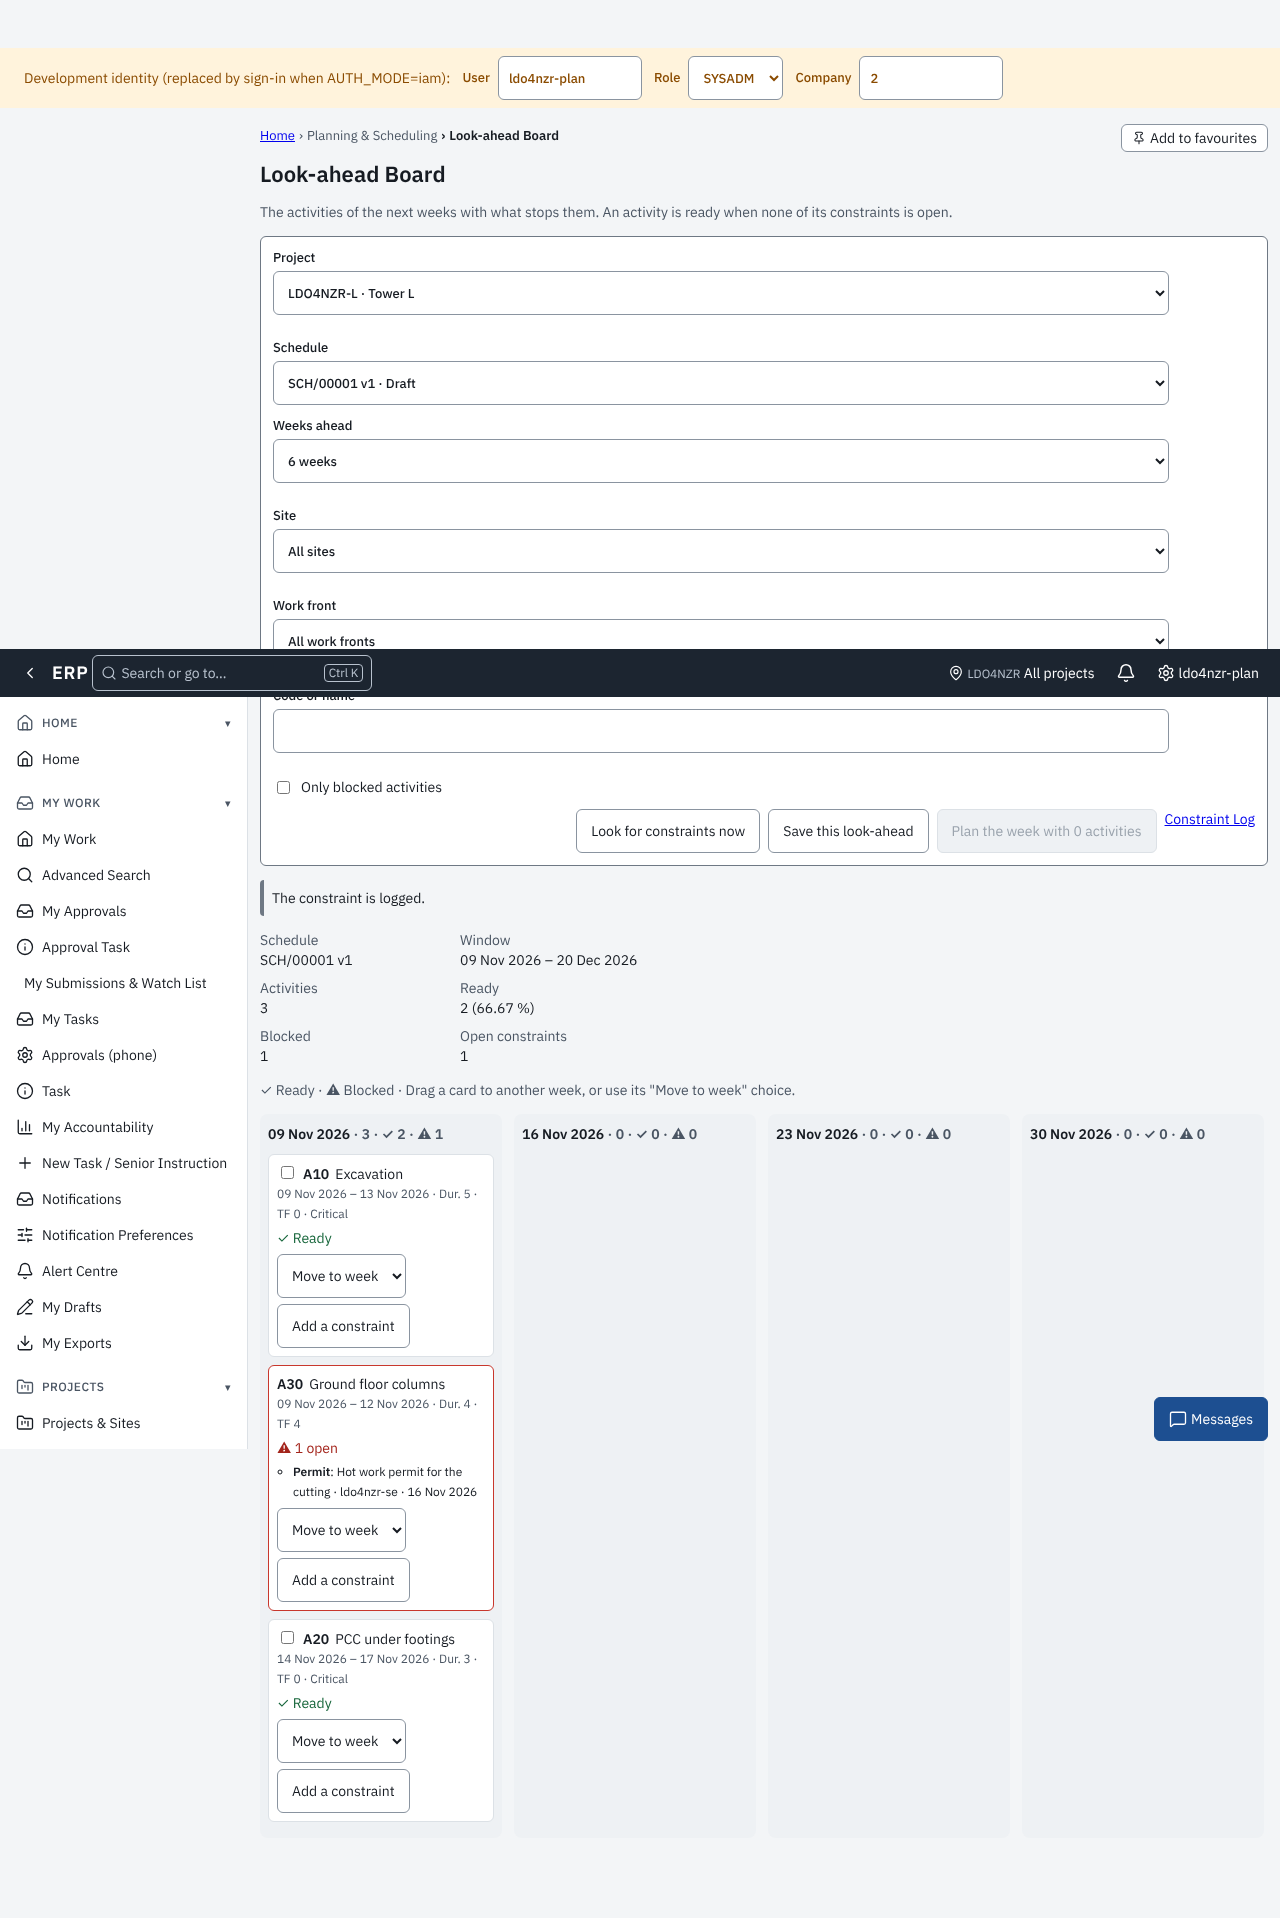 Development identity (replaced by sign-in when AUTH_MODE=iam): User ldo4nzr-plan Role SYSADM Company 2
Home › Planning & Scheduling › Look-ahead Board
Add to favourites
Look-ahead Board
The activities of the next weeks with what stops them. An activity is ready when none of its constraints is open.
Project
LDO4NZR-L · Tower L
Schedule
SCH/00001 v1 · Draft
Weeks ahead
6 weeks
Site
All sites
Work front
All work fronts
ERP Search or go to... Ctrl K LDO4NZR All projects ldo4nzr-plan
Code or name
Only blocked activities
Look for constraints now Save this look-ahead Plan the week with 0 activities Constraint Log
HOME
Home
MY WORK
My Work
Advanced Search
My Approvals
Approval Task
My Submissions & Watch List
My Tasks
Approvals (phone)
Task
My Accountability
New Task / Senior Instruction
Notifications
Notification Preferences
Alert Centre
My Drafts
My Exports
PROJECTS
Projects & Sites
The constraint is logged.
Schedule
SCH/00001 v1
Window
09 Nov 2026 – 20 Dec 2026
Activities
3
Ready
2 (66.67 %)
Blocked
1
Open constraints
1
✓ Ready · ⚠ Blocked · Drag a card to another week, or use its "Move to week" choice.
09 Nov 2026 · 3 · ✓ 2 · ⚠ 1
A10 Excavation
09 Nov 2026 – 13 Nov 2026 · Dur. 5 ·
TF 0 · Critical
✓ Ready
Move to week
Add a constraint
A30 Ground floor columns
09 Nov 2026 – 12 Nov 2026 · Dur. 4 ·
TF 4
⚠ 1 open
Permit: Hot work permit for the
cutting · ldo4nzr-se · 16 Nov 2026
Move to week
Add a constraint
A20 PCC under footings
14 Nov 2026 – 17 Nov 2026 · Dur. 3 ·
TF 0 · Critical
✓ Ready
Move to week
Add a constraint
16 Nov 2026 · 0 · ✓ 0 · ⚠ 0
23 Nov 2026 · 0 · ✓ 0 · ⚠ 0
30 Nov 2026 · 0 · ✓ 0 · ⚠ 0
Messages